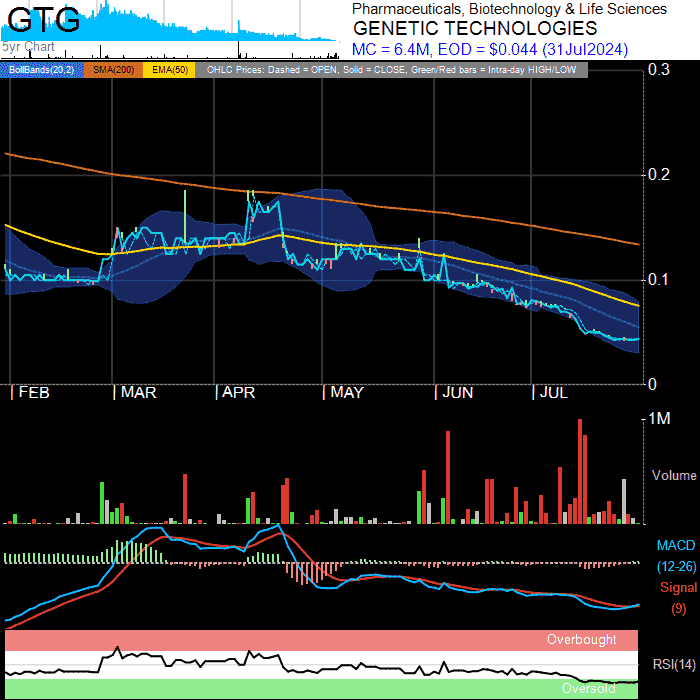 GTG
5yr Chart
Pharmaceuticals, Biotechnology & Life Sciences
GENETIC TECHNOLOGIES
MC = 6.4M, EOD = $0.044 (31Jul2024)
BollBands(20,2) SMA(200) EMA(50) OHLC Prices: Dashed = OPEN, Solid = CLOSE, Green/Red bars = Intra-day HIGH/LOW
0.3
0.2
0.1
0
FEB MAR APR MAY JUN JUL
1M
Volume
MACD
(12-26)
Signal
(9)
Overbought
RSI(14)
Oversold